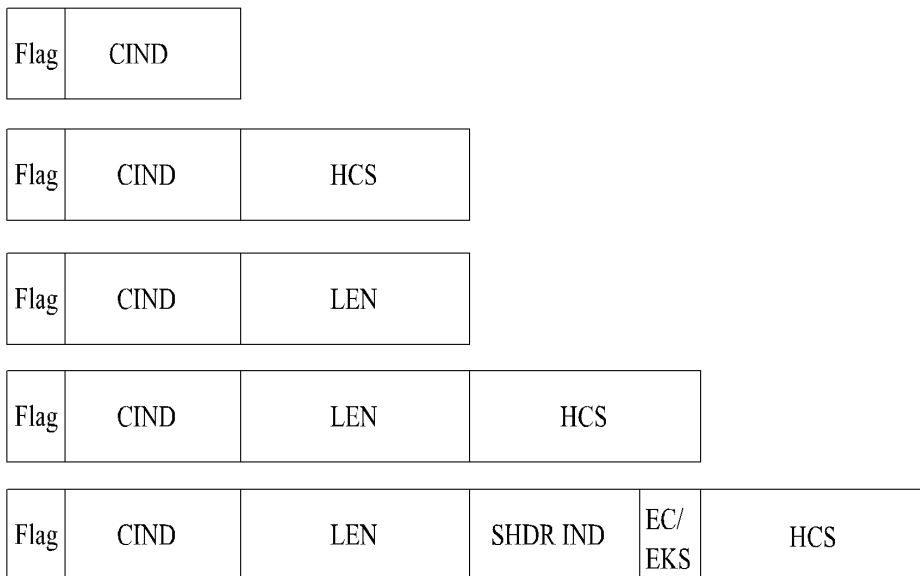 Flag CIND
Flag CIND HCS
Flag CIND LEN
Flag CIND LEN HCS
Flag CIND LEN SHDR IND EC/ EKS HCS